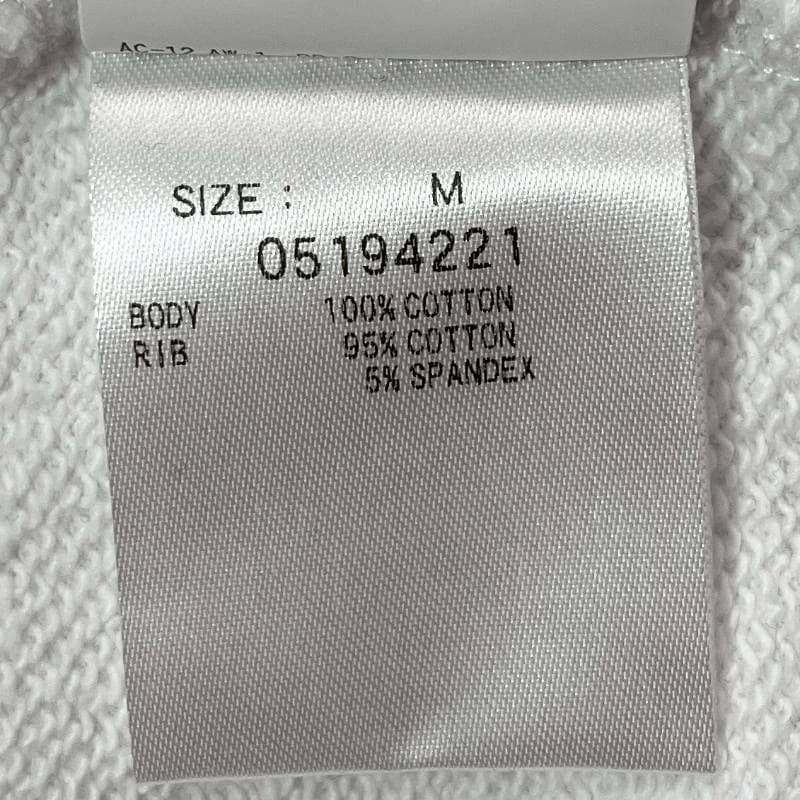 SIZE : M
05194221
BODY 100% COTTON
RIB 95% COTTON
5% SPANDEX